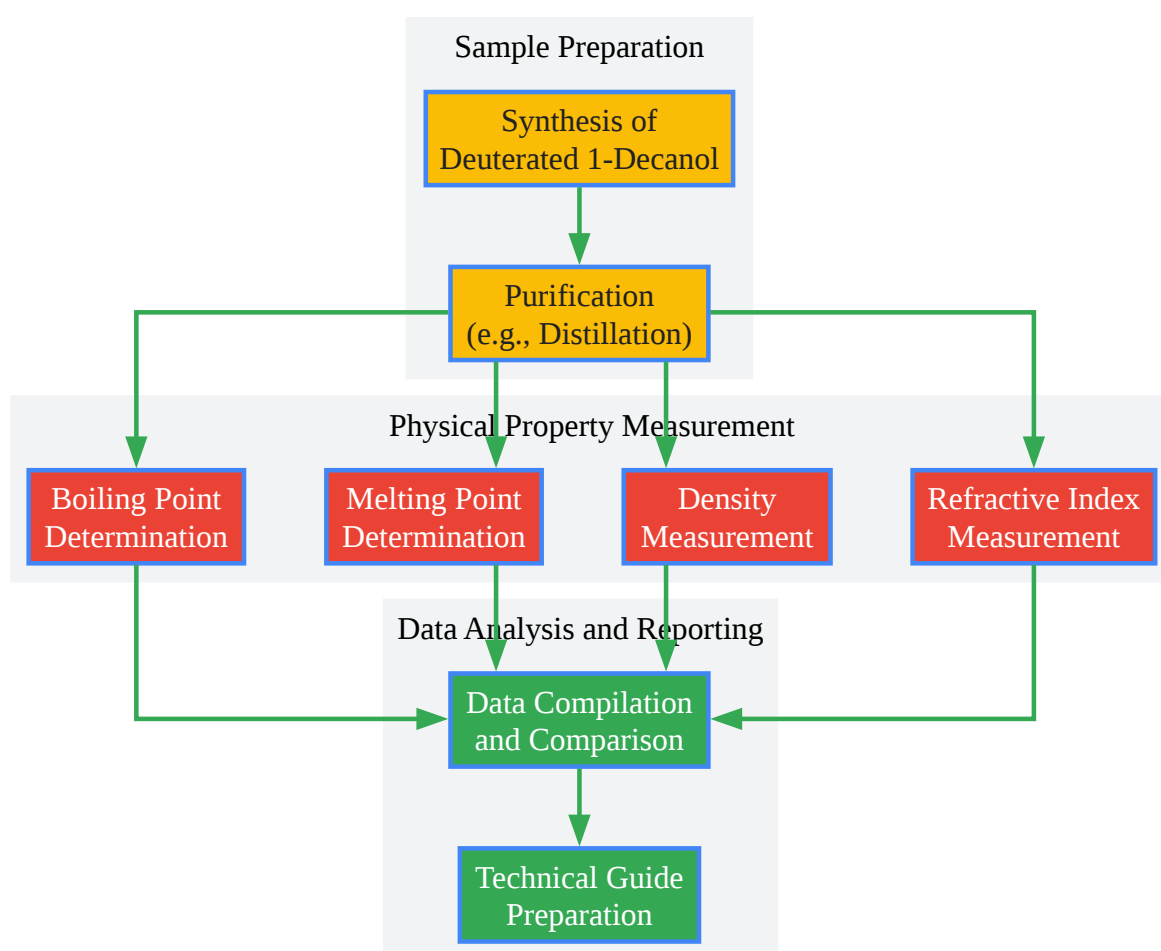 Sample Preparation
Synthesis of
Deuterated 1-Decanol
Purification
(e.g., Distillation)
Physical Property Measurement
Boiling Point
Determination
Melting Point
Determination
Density
Measurement
Refractive Index
Measurement
Data Analysis and Reporting
Data Compilation
and Comparison
Technical Guide
Preparation